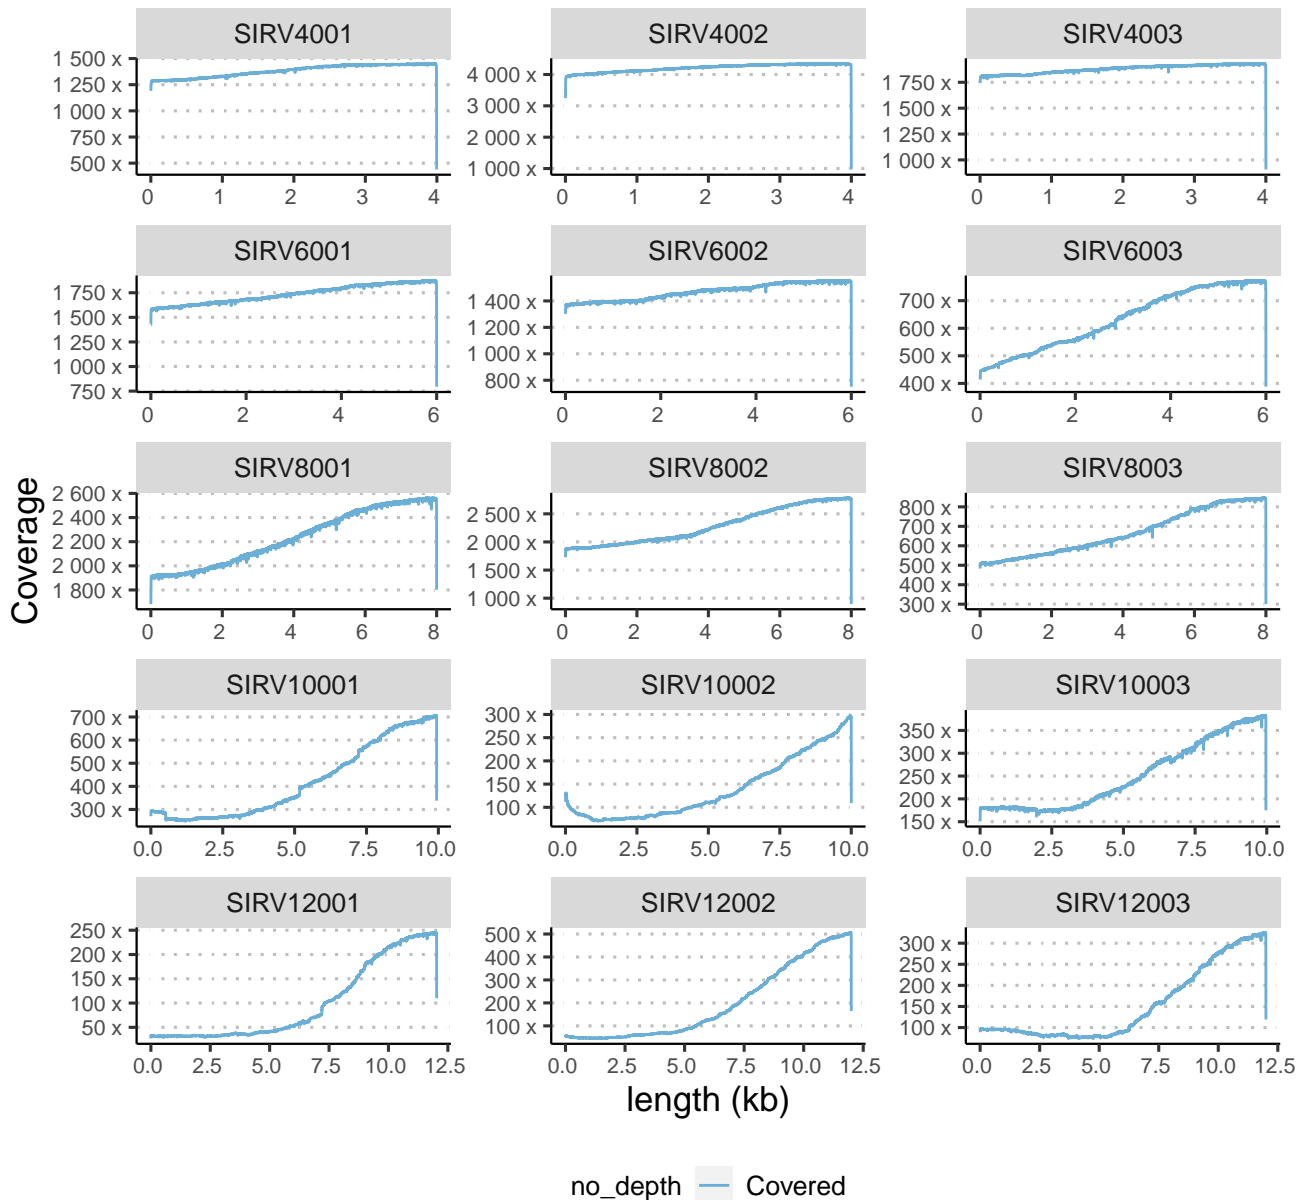 SIRV4001 SIRV4002 SIRV4003
1 500 x
1 250 x
1 000 x
750 x
500 x
4 000 x
3 000 x
2 000 x
1 000 x
1 750 x
1 500 x
1 250 x
1 000 x
0 1 2 3 4 0 1 2 3 4 0 1 2 3 4
SIRV6001 SIRV6002 SIRV6003
1 750 x
1 500 x
1 250 x
1 000 x
750 x
1 400 x
1 200 x
1 000 x
800 x
700 x
600 x
500 x
400 x
0 2 4 6 0 2 4 6 0 2 4 6
SIRV8001 SIRV8002 SIRV8003
2 600 x
2 400 x
2 200 x
2 000 x
1 800 x
2 500 x
2 000 x
1 500 x
1 000 x
800 x
700 x
600 x
500 x
400 x
300 x
0 2 4 6 8 0 2 4 6 8 0 2 4 6 8
Coverage
SIRV10001 SIRV10002 SIRV10003
700 x
600 x
500 x
400 x
300 x
300 x
250 x
200 x
150 x
100 x
350 x
300 x
250 x
200 x
150 x
0.0 2.5 5.0 7.5 10.0 0.0 2.5 5.0 7.5 10.0 0.0 2.5 5.0 7.5 10.0
SIRV12001 SIRV12002 SIRV12003
250 x
200 x
150 x
100 x
50 x
500 x
400 x
300 x
200 x
100 x
300 x
250 x
200 x
150 x
100 x
0.0 2.5 5.0 7.5 10.0 12.5 0.0 2.5 5.0 7.5 10.0 12.5 0.0 2.5 5.0 7.5 10.0 12.5
length (kb)
no_depth Covered